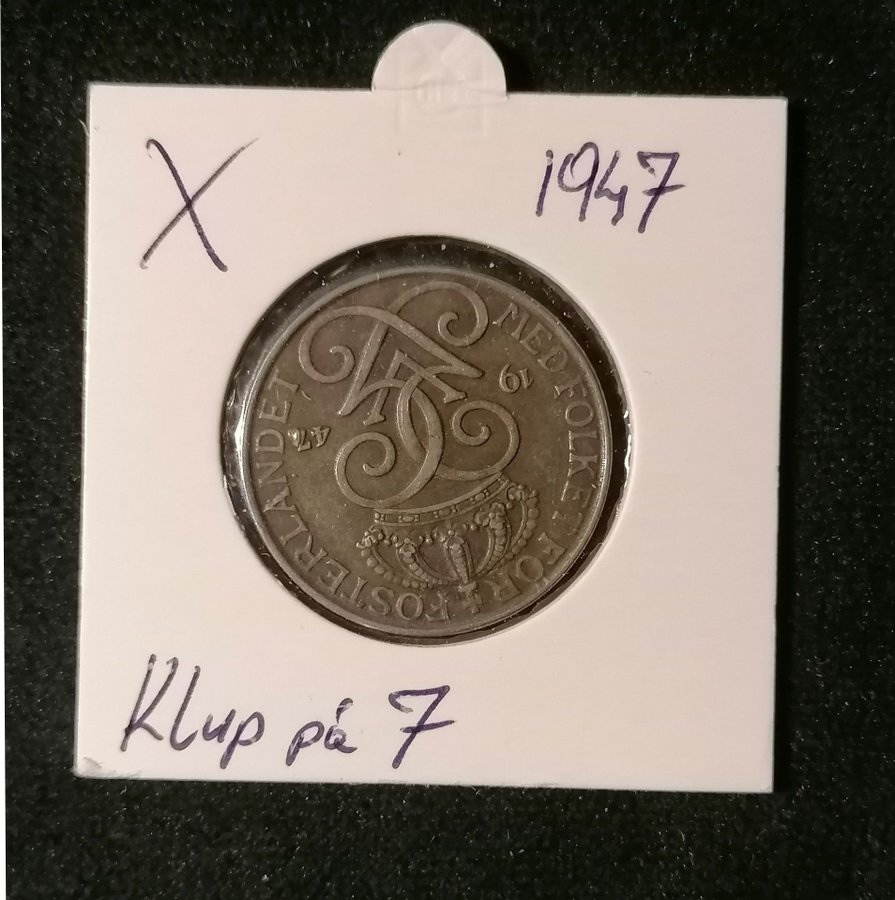 X 1947
MED FOLKET FÖR FOSTERLANDET
19 47
Klup på 7